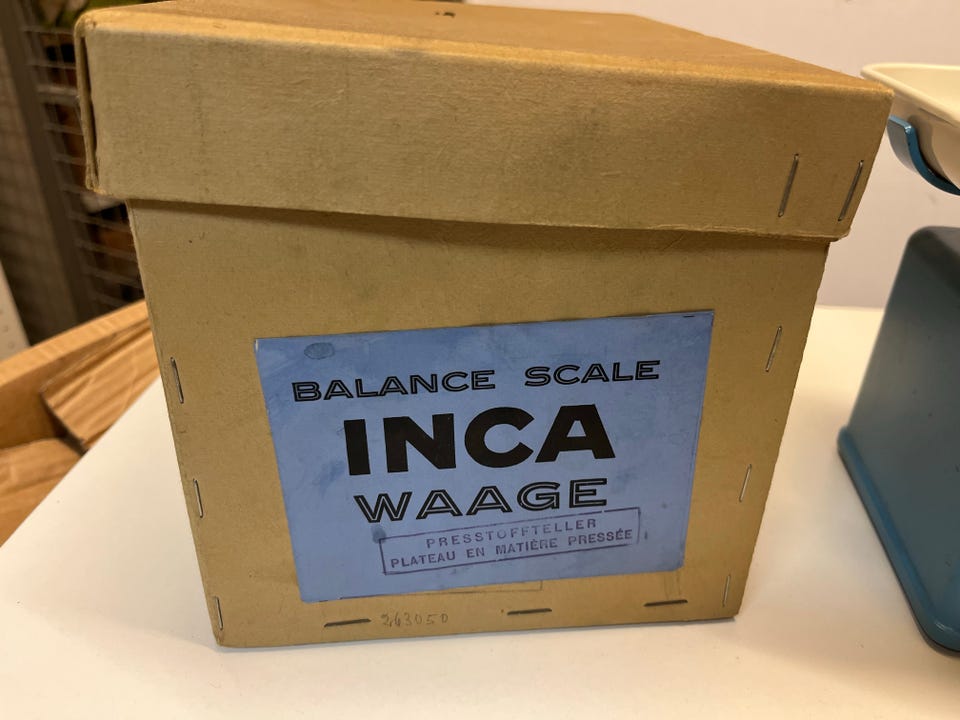 BALANCE SCALE
INCA
WAAGE
PRESSTOFFTELLER
PLATEAU EN MATIÈRE PRESSÉE
243050